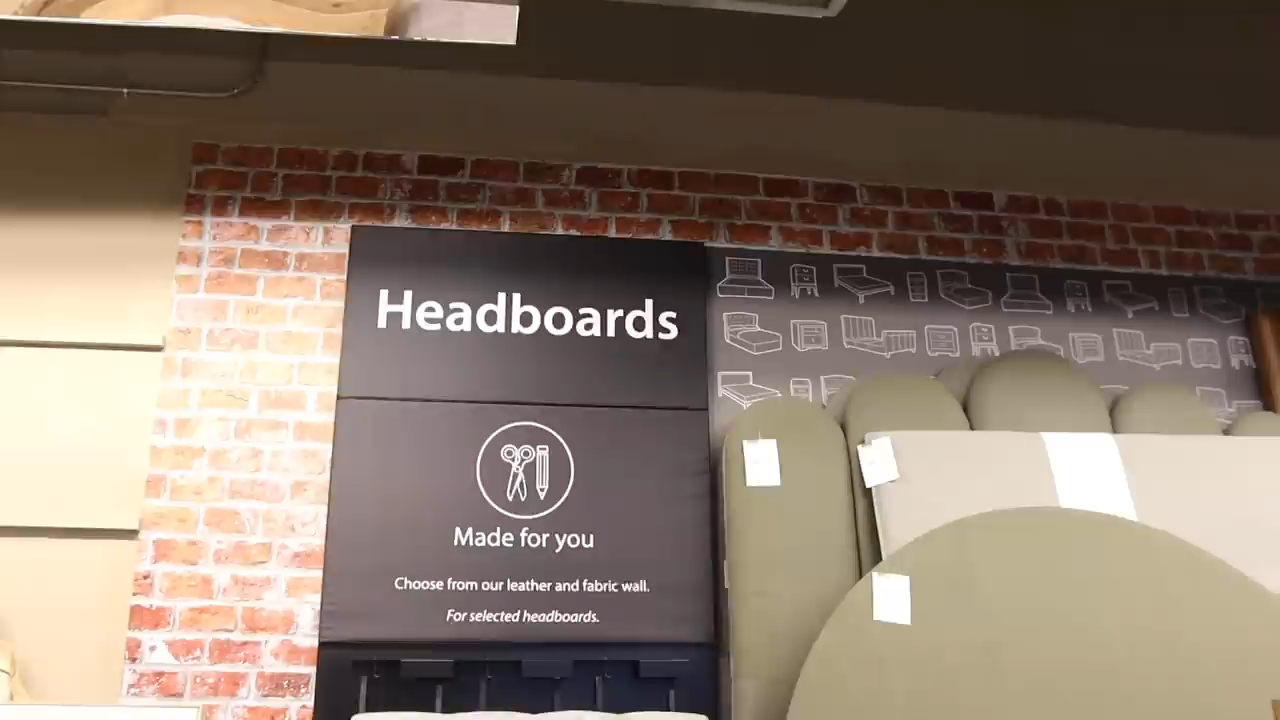 Headboards
Made for you
Choose from our leather and fabric wall.
For selected headboards.